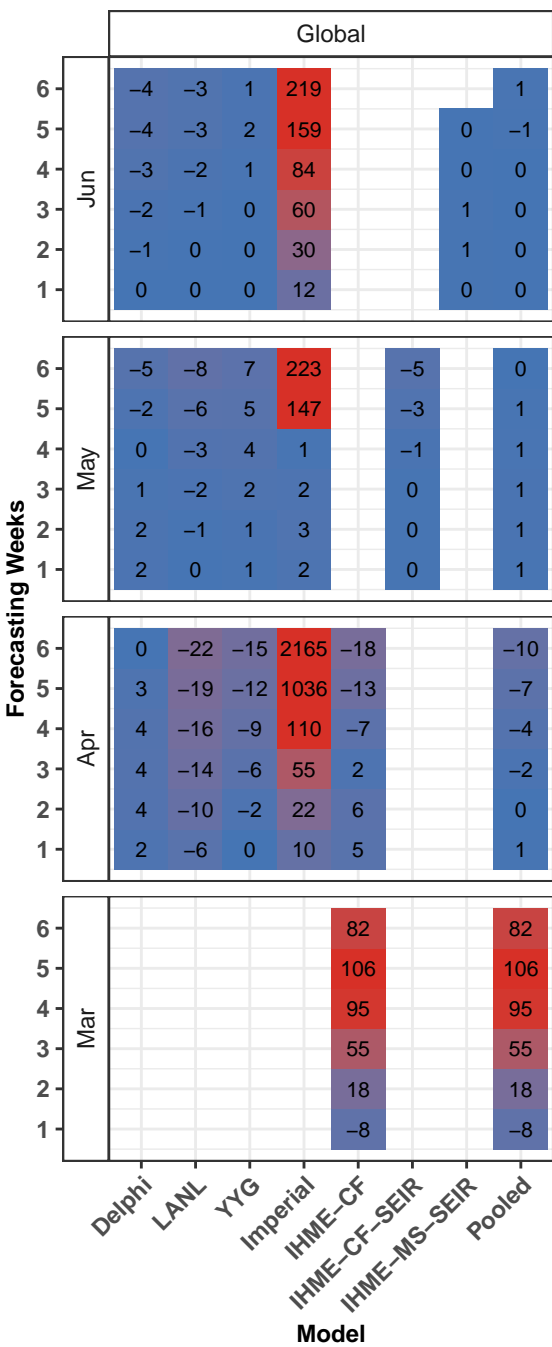 Global
Jun
6 −4 −3 1 219 1
5 −4 −3 2 159 0 −1
4 −3 −2 1 84 0 0
3 −2 −1 0 60 1 0
2 −1 0 0 30 1 0
1 0 0 0 12 0 0
May
6 −5 −8 7 223 −5 0
5 −2 −6 5 147 −3 1
4 0 −3 4 1 −1 1
3 1 −2 2 2 0 1
2 2 −1 1 3 0 1
1 2 0 1 2 0 1
Forecasting Weeks
Apr
6 0 −22 −15 2165 −18 −10
5 3 −19 −12 1036 −13 −7
4 4 −16 −9 110 −7 −4
3 4 −14 −6 55 2 −2
2 4 −10 −2 22 6 0
1 2 −6 0 10 5 1
Mar
6 82 82
5 106 106
4 95 95
3 55 55
2 18 18
1 −8 −8
Delphi LANL YYG Imperial IHME−CF IHME−CF−SEIR IHME−MS−SEIR Pooled
Model